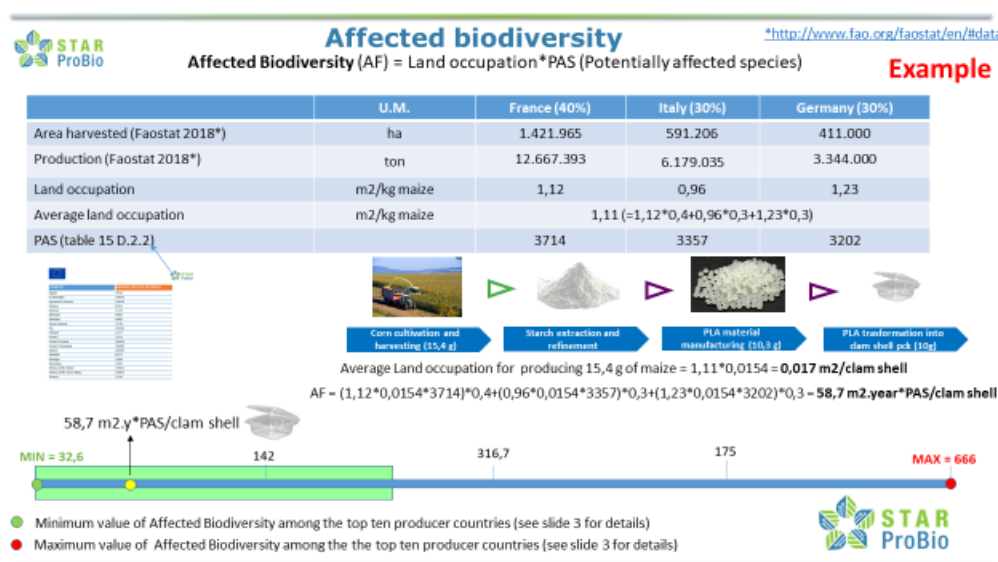 Affected biodiversity
*http://www.fao.org/faostat/en/#data
STAR
ProBio
Affected Biodiversity (AF) = Land occupation*PAS (Potentially affected species)
Example
U.M. France (40%) Italy (30%) Germany (30%)
Area harvested (Faostat 2018*) ha 1.421.965 591.206 411.000
Production (Faostat 2018*) ton 12.667.393 6.179.035 3.344.000
Land occupation m2/kg maize 1,12 0,96 1,23
Average land occupation m2/kg maize 1,11 (=1,12*0,4+0,96*0,3+1,23*0,3)
PAS (table 15 D.2.2) 3714 3357 3202
Corn cultivation and
harvesting (15,4 g)
Starch extraction and
refinement
PLA material
manufacturing (10,3 g)
PLA trasformation into
clam shell pck (10g)
Average Land occupation for producing 15,4 g of maize = 1,11*0,0154 = 0,017 m2/clam shell
AF = (1,12*0,0154*3714)*0,4+(0,96*0,0154*3357)*0,3+(1,23*0,0154*3202)*0,3 = 58,7 m2.year*PAS/clam shell
58,7 m2.y*PAS/clam shell
MIN = 32,6
142
316,7
175
MAX = 666
Minimum value of Affected Biodiversity among the top ten producer countries (see slide 3 for details)
Maximum value of Affected Biodiversity among the the top ten producer countries (see slide 3 for details)
STAR
ProBio